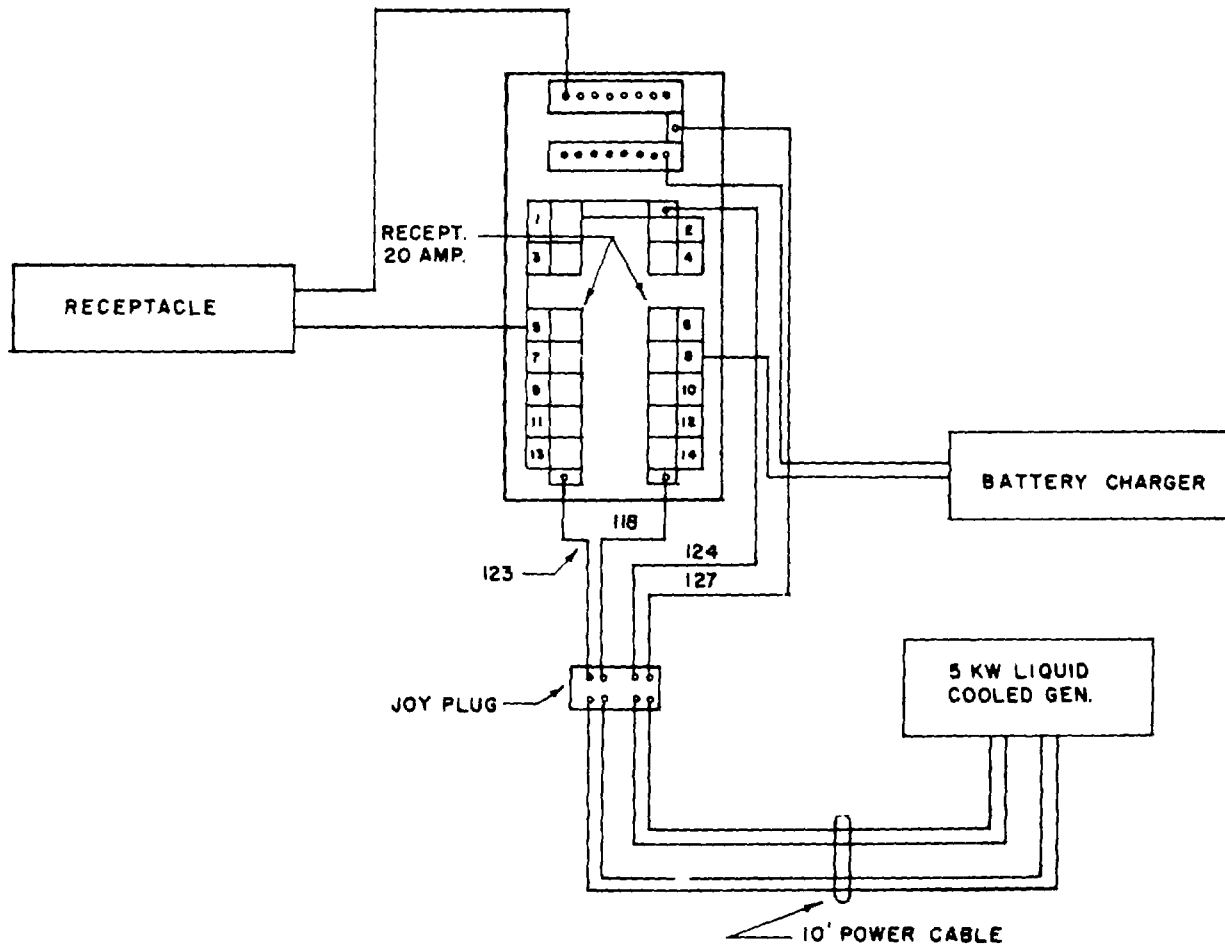 1
2
3
4
RECEPT.
20 AMP.
RECEPTACLE
5
6
7
8
9
10
11
12
13
14
BATTERY CHARGER
118
123
124
127
JOY PLUG
5 KW LIQUID
COOLED GEN.
10' POWER CABLE